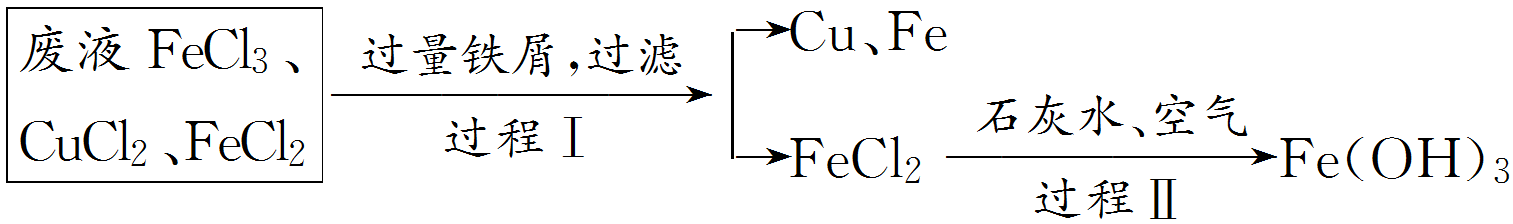 废液 FeCl₃、
CuCl₂、FeCl₂
过量铁屑,过滤
过程Ⅰ
Cu、Fe
FeCl₂
石灰水、空气
过程Ⅱ
Fe(OH)₃